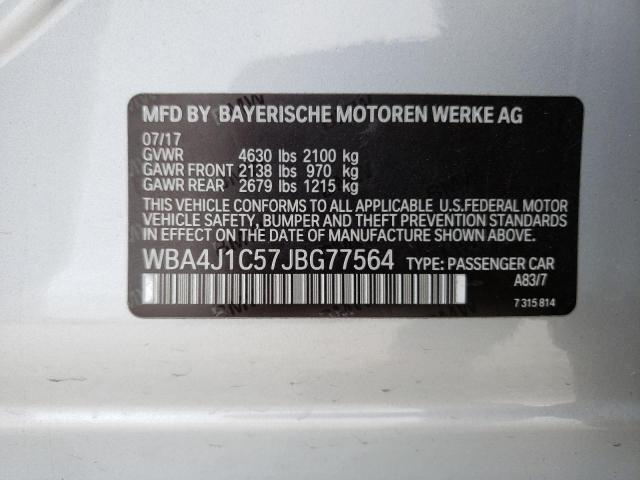 MFD BY BAYERISCHE MOTOREN WERKE AG
07/17
GVWR 4630 lbs 2100 kg
GAWR FRONT 2138 lbs 970 kg
GAWR REAR 2679 lbs 1215 kg
THIS VEHICLE CONFORMS TO ALL APPLICABLE U.S.FEDERAL MOTOR
VEHICLE SAFETY, BUMPER AND THEFT PREVENTION STANDARDS
IN EFFECT ON THE DATE OF MANUFACTURE SHOWN ABOVE.
WBA4J1C57JBG77564 TYPE: PASSENGER CAR
A83/7
7 315 814